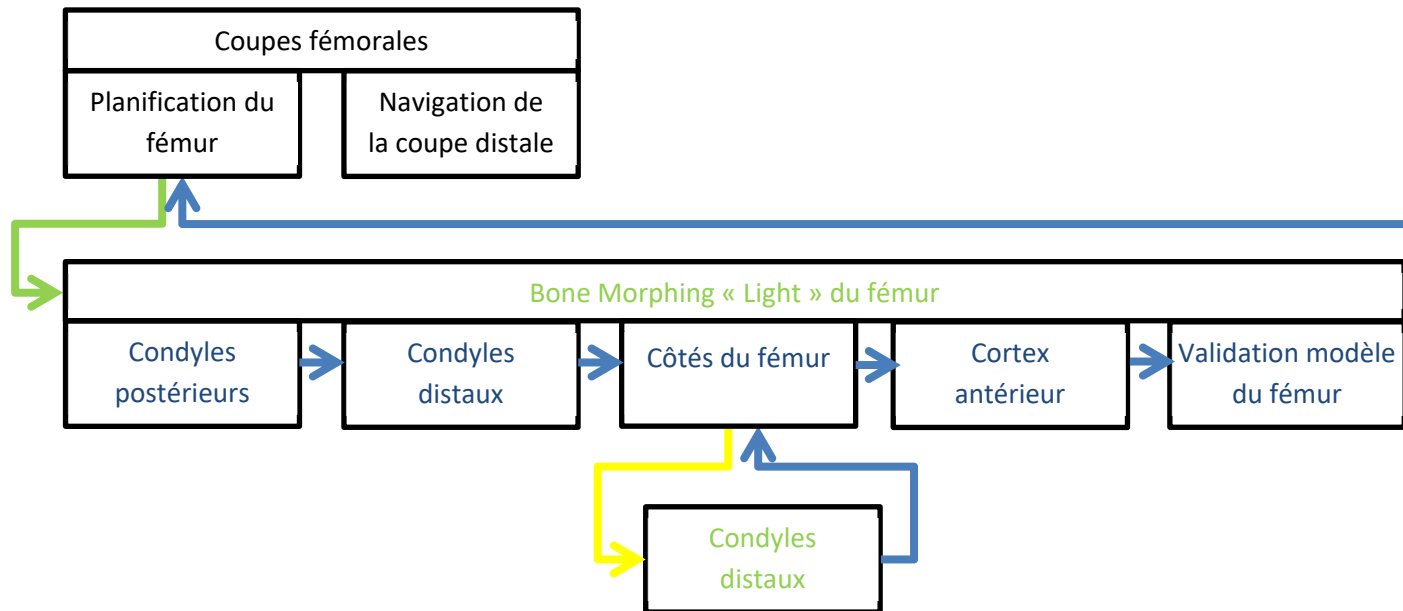 Coupes fémorales
Planification du
fémur
Navigation de
la coupe distale
Bone Morphing « Light » du fémur
Condyles
postérieurs
Condyles
distaux
Côtés du fémur
Cortex
antérieur
Validation modèle
du fémur
Condyles
distaux